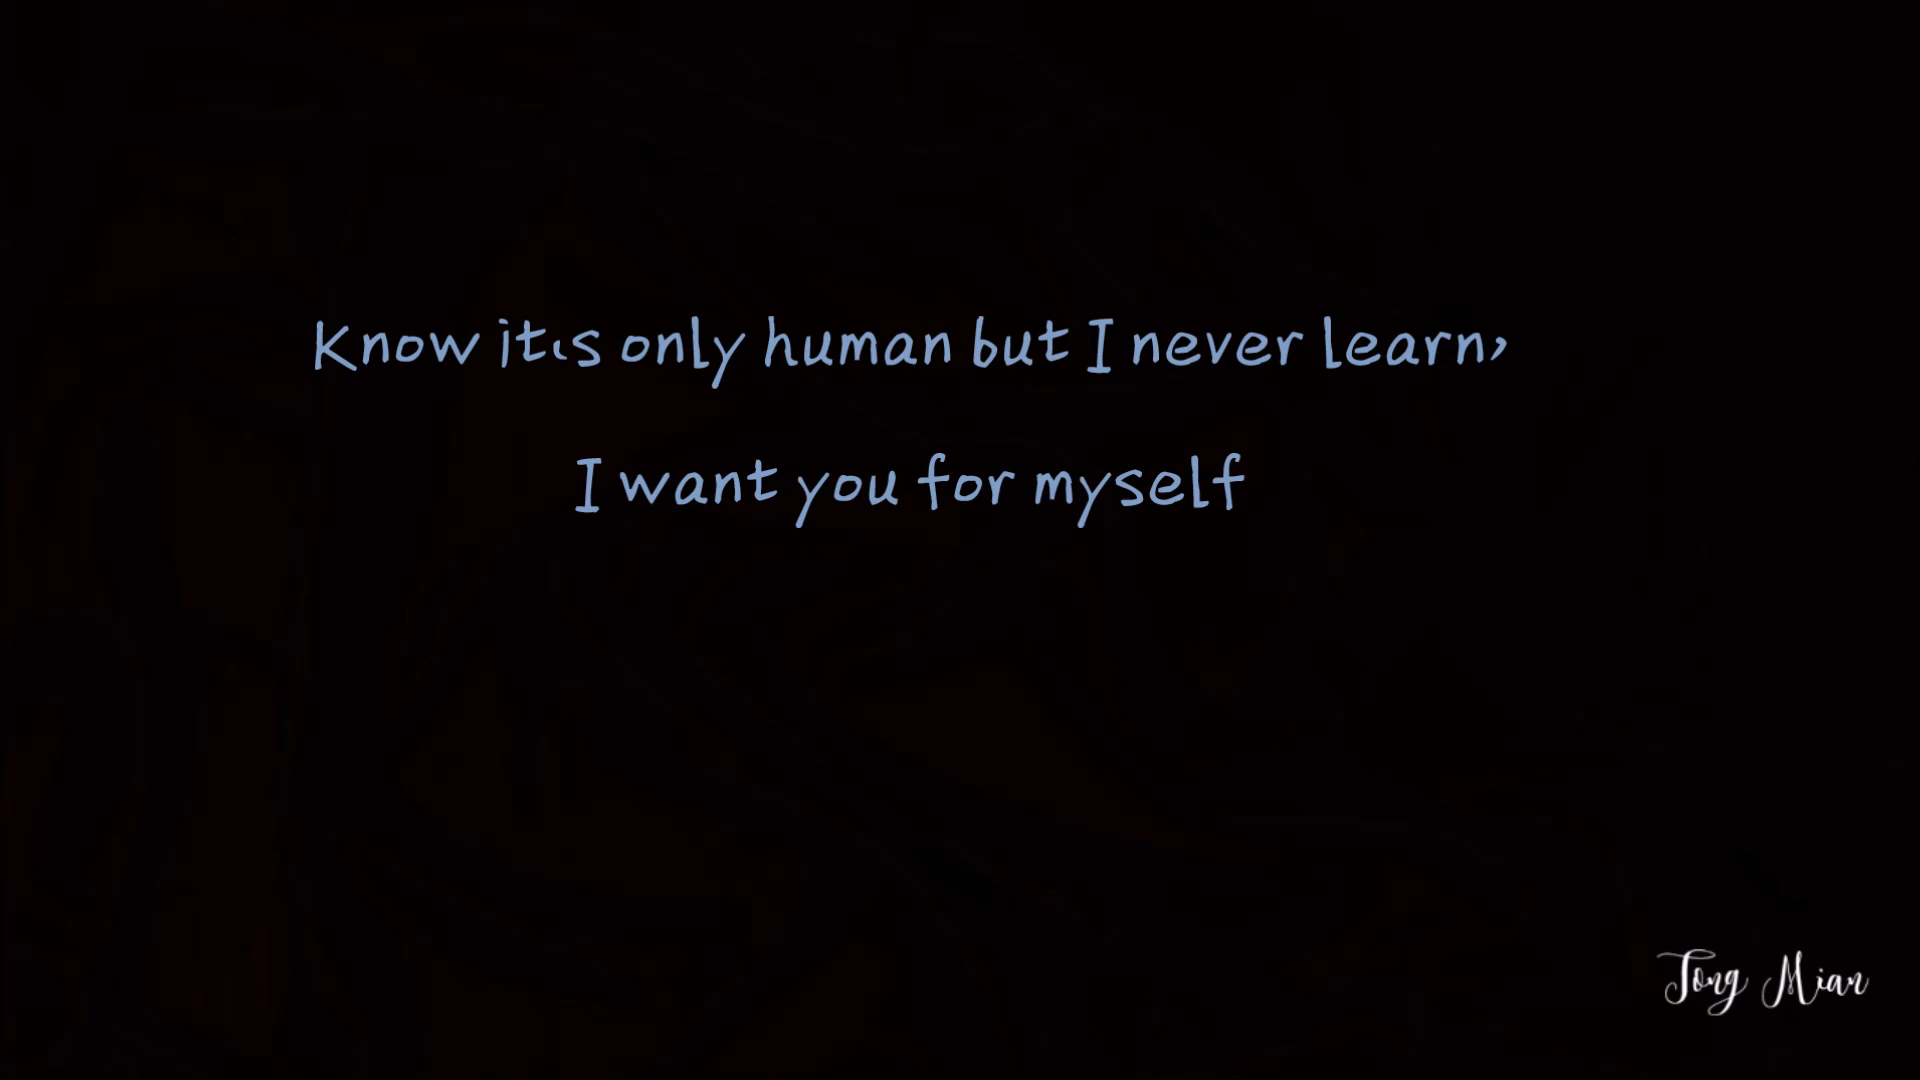 Know it‘s only human but I never learn,
I want you for myself
Tong Mian